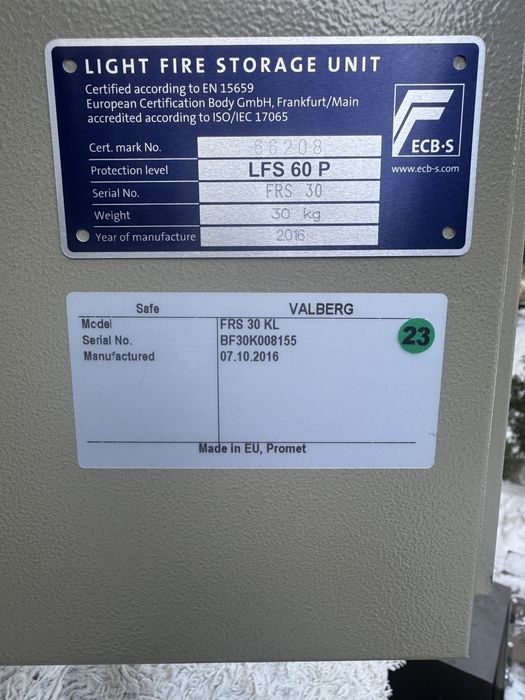 LIGHT FIRE STORAGE UNIT
Certified according to EN 15659
European Certification Body GmbH, Frankfurt/Main
accredited according to ISO/IEC 17065
ECB·S
www.ecb-s.com
Cert. mark No. 66208
Protection level LFS 60 P
Serial No. FRS 30
Weight 30 kg
Year of manufacture 2016
Safe VALBERG
Model FRS 30 KL
Serial No. BF30K008155
Manufactured 07.10.2016
23
Made in EU, Promet